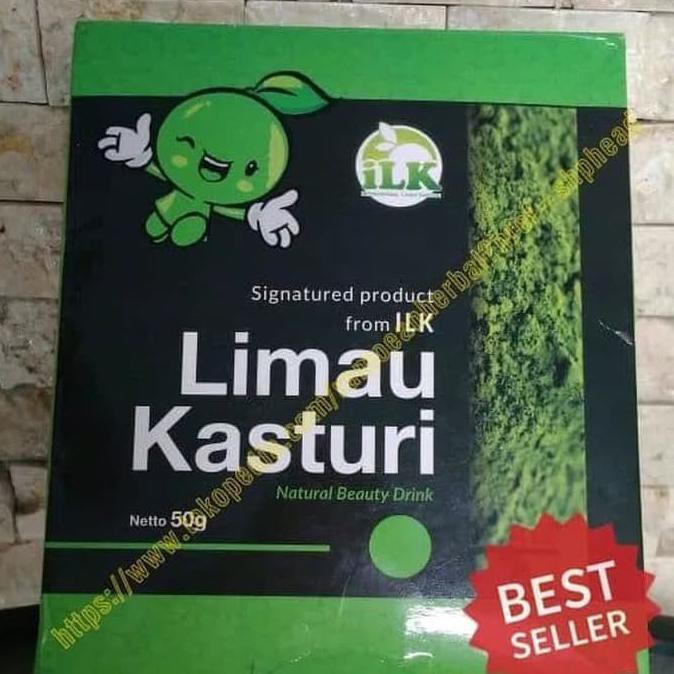 iLK
Signatured product
from ILK
Limau
Kasturi
Natural Beauty Drink
Netto 50g
BEST
SELLER